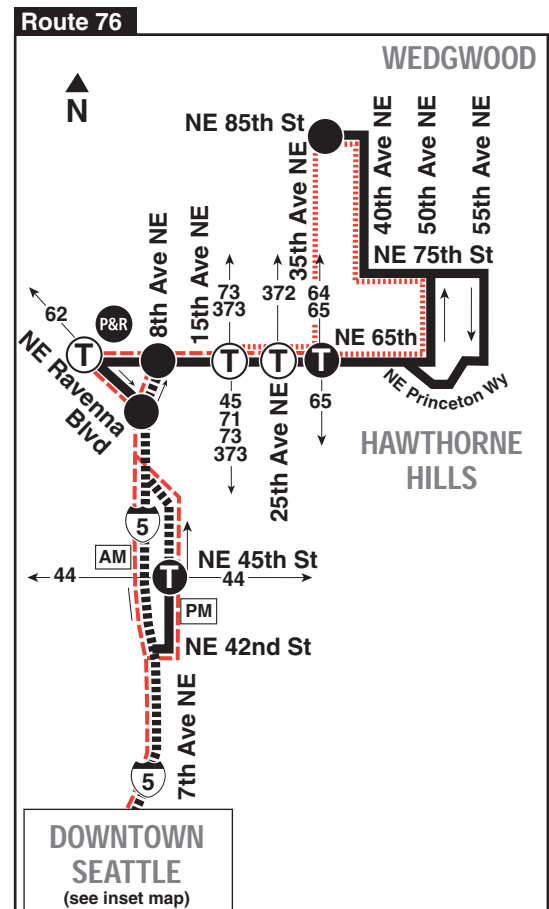 Route 76
WEDGWOOD
N
NE 85th St
35th Ave NE
40th Ave NE
50th Ave NE
55th Ave NE
8th Ave NE
15th Ave NE
NE 75th St
73
373
372
64
65
62
P&R
NE 65th
T
T
T
T
NE Ravenna
Blvd
45
71
73
373
25th Ave NE
65
NE Princeton Wy
HAWTHORNE
HILLS
5
AM
NE 45th St
44
T
44
PM
NE 42nd St
7th Ave NE
5
DOWNTOWN
SEATTLE
(see inset map)